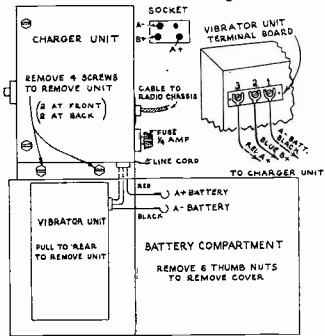 SOCKET
A-
B+
A+
CHARGER UNIT
REMOVE 4 SCREWS
TO REMOVE UNIT
(2 AT FRONT
2 AT BACK)
CABLE TO
RADIO CHASSIS
FUSE
1/4 AMP
LINE CORD
VIBRATOR UNIT
TERMINAL BOARD
3 2 1
RED A+
BLUE B+
A- BATT.
BLACK
TO CHARGER UNIT
RED
A+ BATTERY
A- BATTERY
BLACK
VIBRATOR UNIT
PULL TO REAR
TO REMOVE UNIT
BATTERY COMPARTMENT
REMOVE 6 THUMB NUTS
TO REMOVE COVER